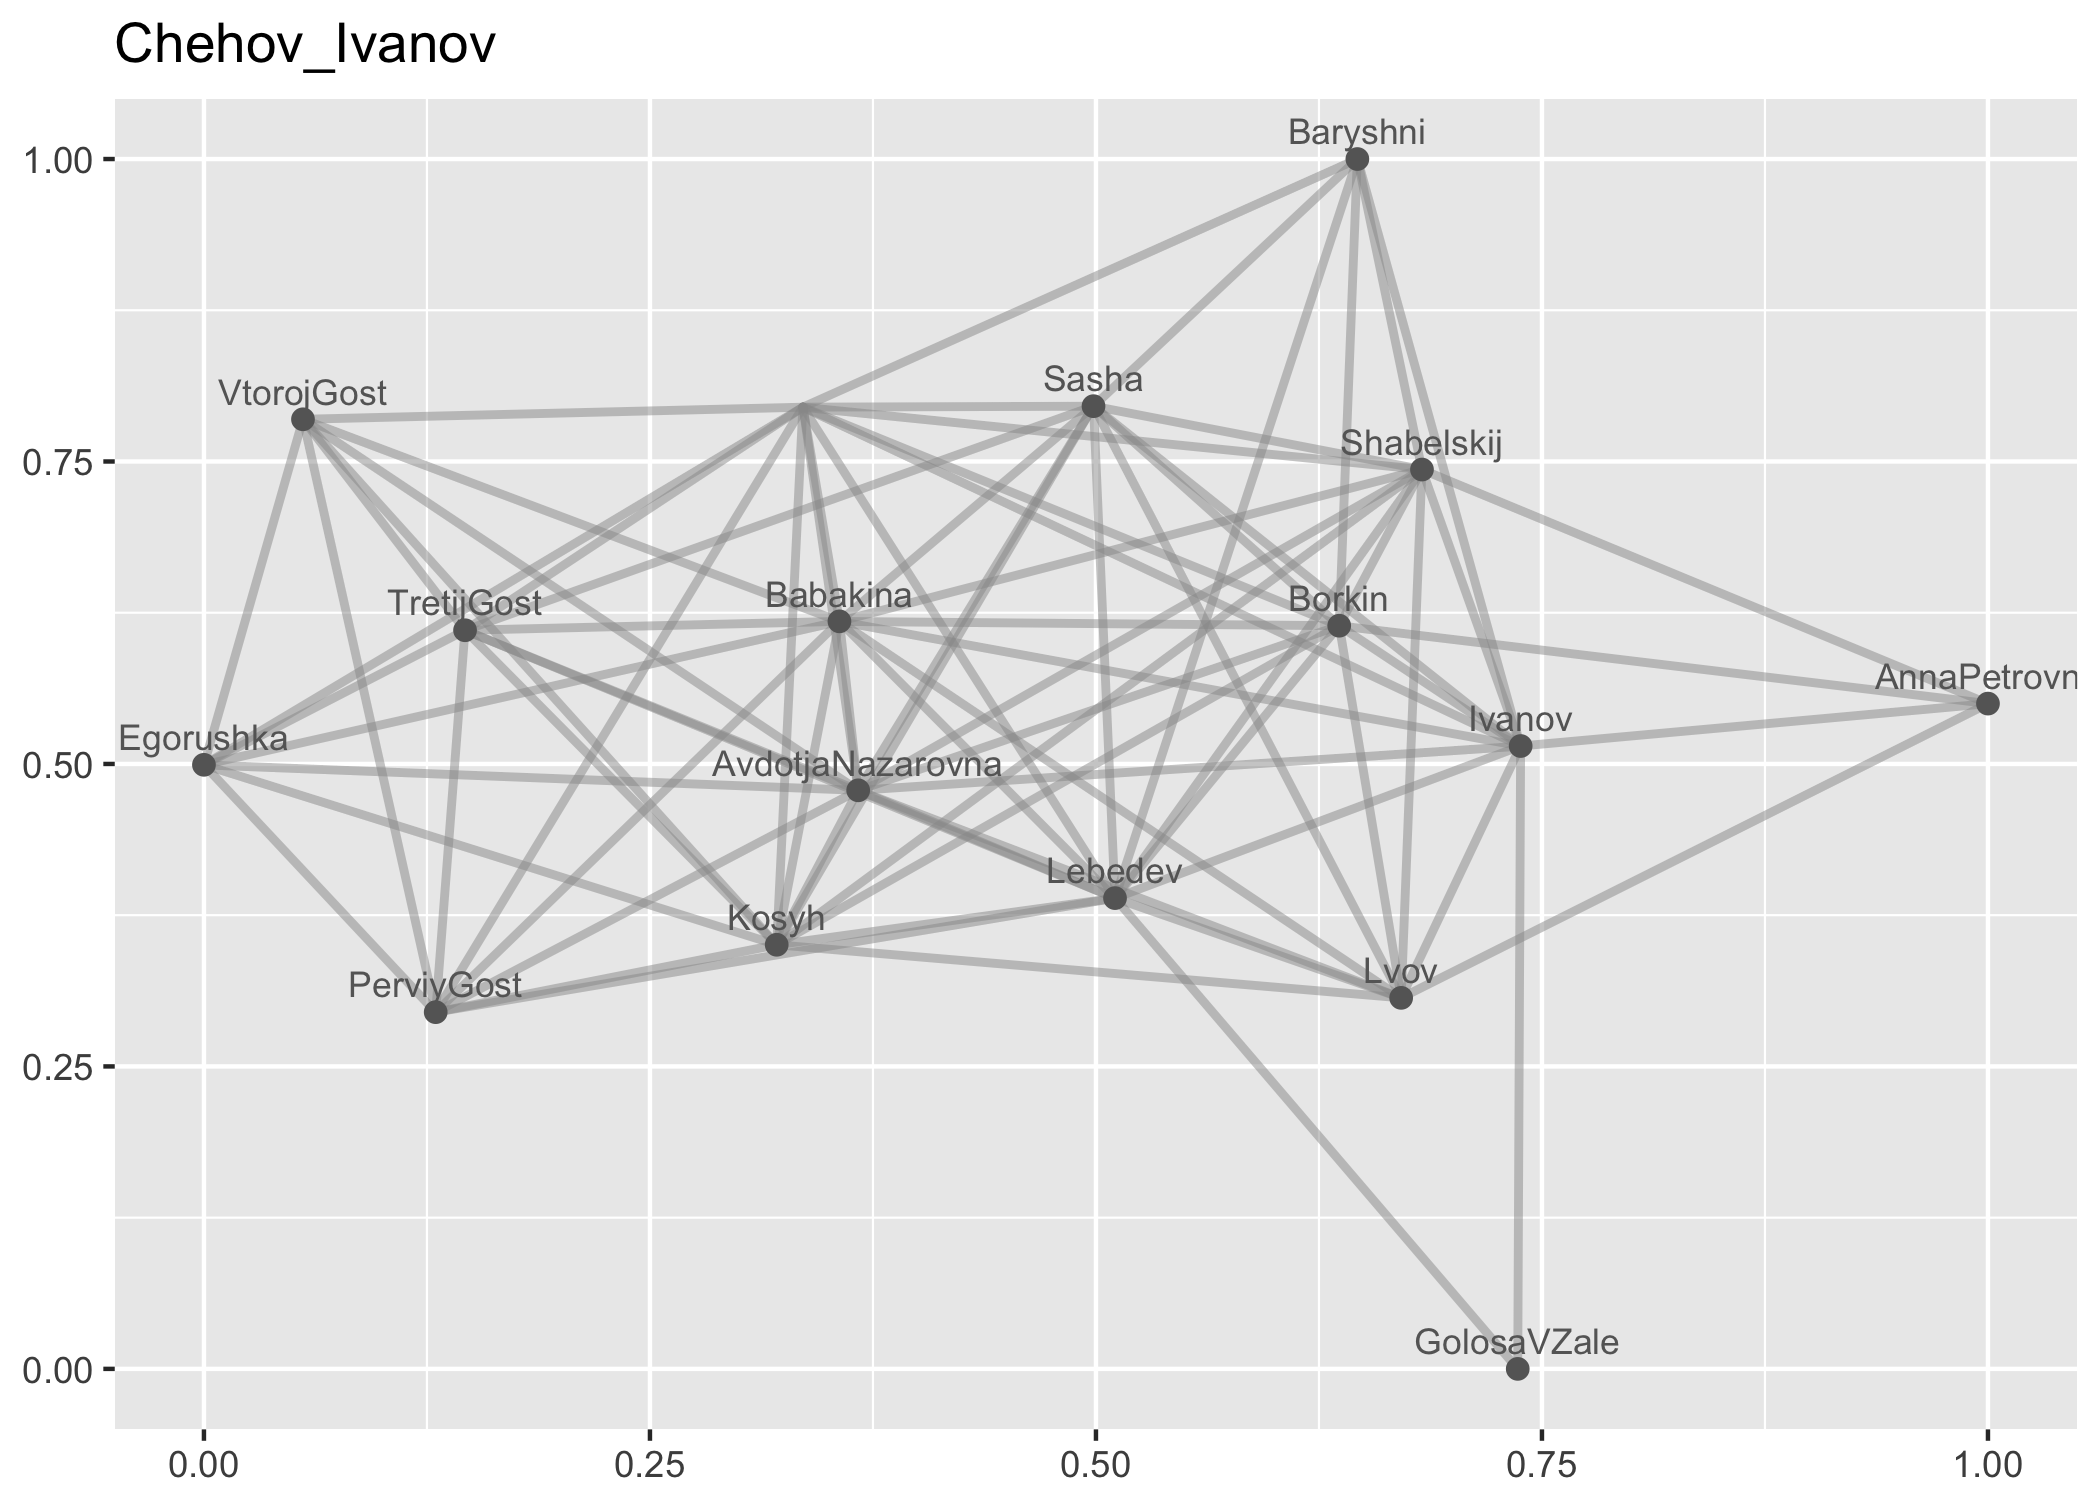 Chehov_Ivanov
Baryshni
1.00
Sasha
VtorojGost
Shabelskij
0.75
Babakina
Borkin
TretijGost
AnnaPetrovn
Ivanov
Egorushka
AvdotjaNazarovna
0.50
Lebedev
Kosyh
Lvov
PervivGost
0.25
GolosaVZale
0.00
0.00 0.25 0.50 0.75 1.00